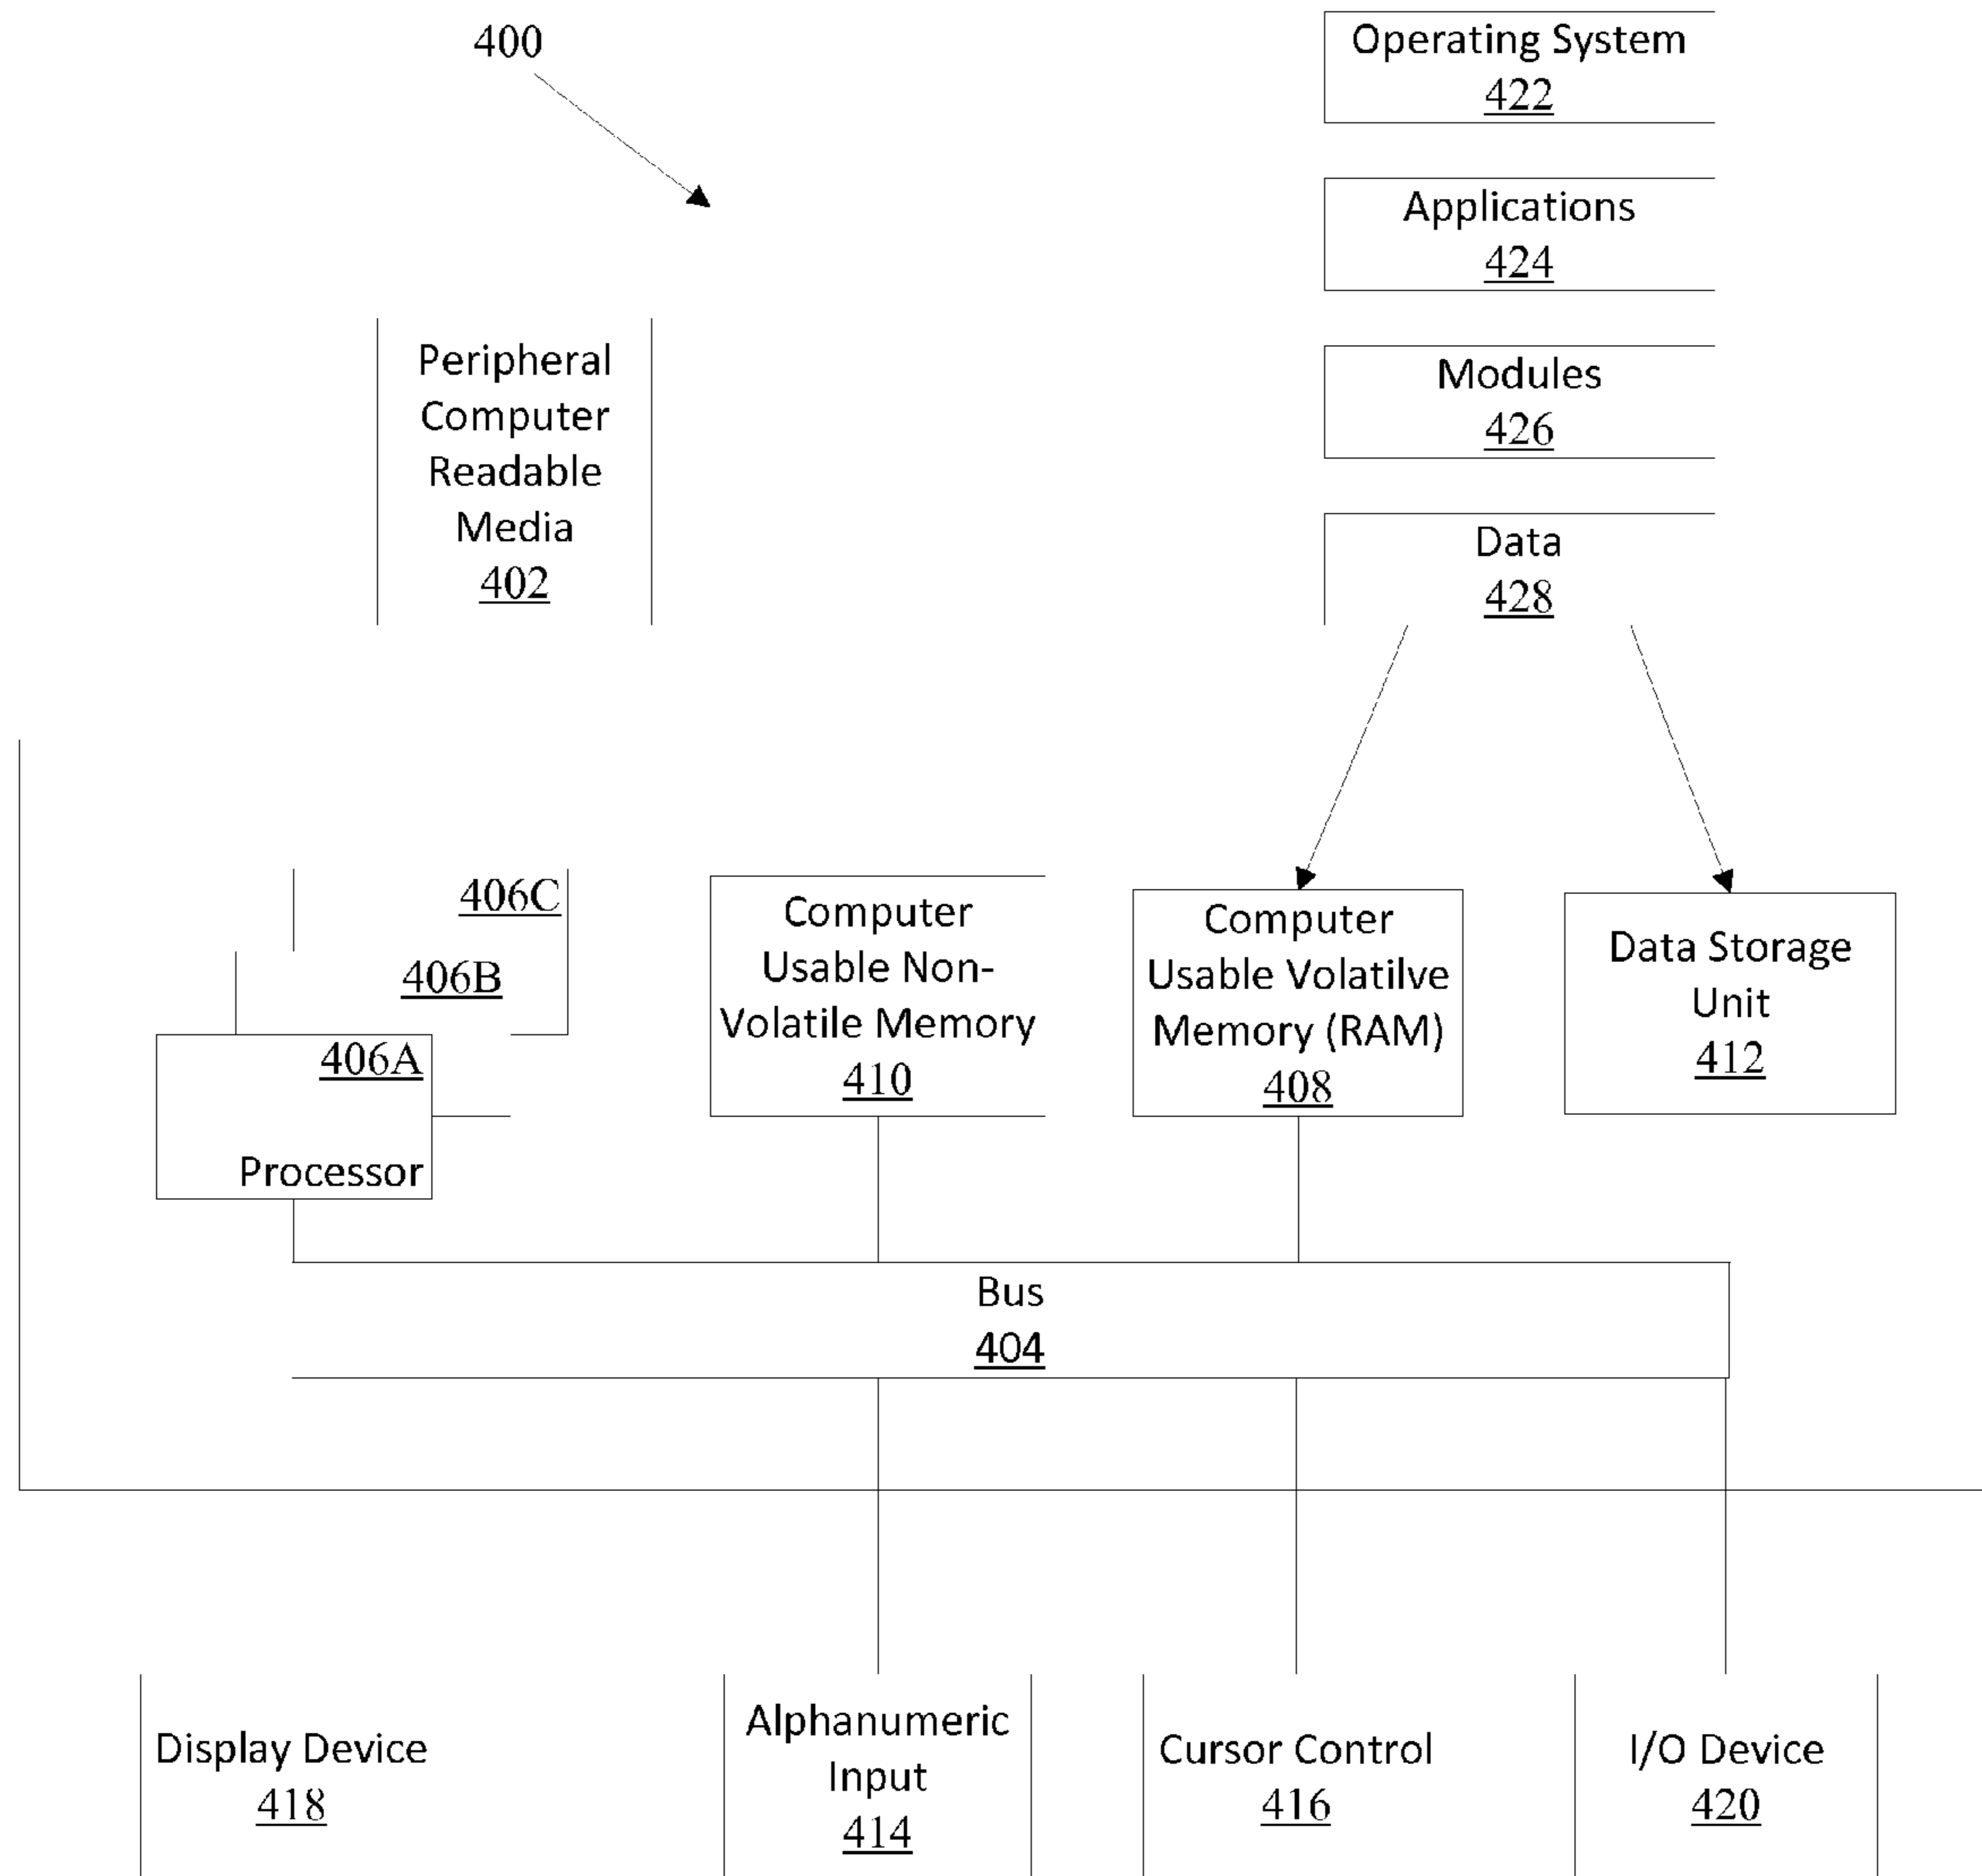 400
Operating System
422
Applications
424
Modules
426
Data
428
Peripheral
Computer
Readable
Media
402
406C
406B
406A
Processor
Computer
Usable Non-
Volatile Memory
410
Computer
Usable Volatilve
Memory (RAM)
408
Data Storage
Unit
412
Bus
404
Display Device
418
Alphanumeric
Input
414
Cursor Control
416
I/O Device
420